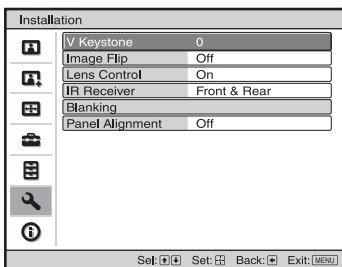 Installation
V Keystone 0
Image Flip Off
Lens Control On
IR Receiver Front & Rear
Blanking
Panel Alignment Off
Sel: Set: Back: Exit: MENU